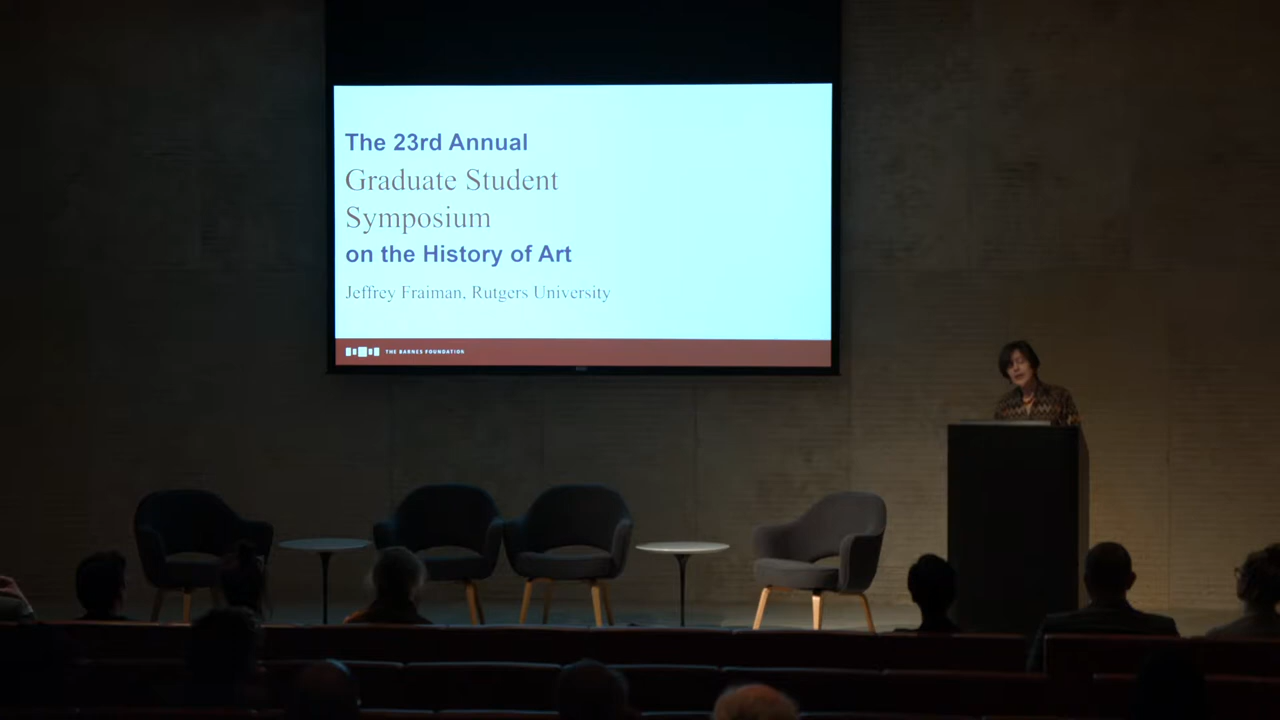 The 23rd Annual
Graduate Student
Symposium
on the History of Art
Jeffrey Fraiman, Rutgers University
THE BARNES FOUNDATION